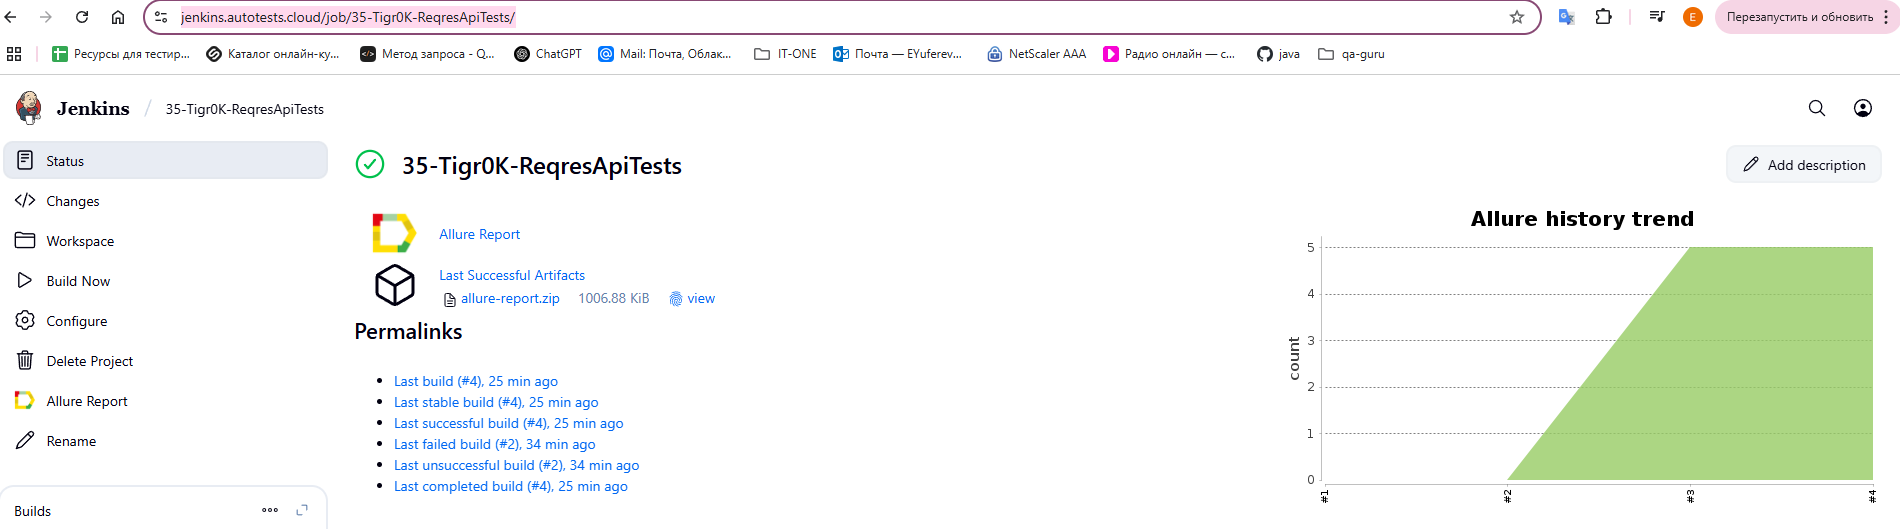 jenkins.autotests.cloud/job/35-Tigr0K-ReqresApiTests/
E
Перезапустить и обновить
Ресурсы для тестир...
Каталог онлайн-ку...
Метод запроса - Q...
ChatGPT
Mail: Почта, Облак...
IT-ONE
Почта — EYuferev...
NetScaler AAA
Радио онлайн — с...
java
qa-guru
Jenkins / 35-Tigr0K-ReqresApiTests
Status
Changes
Workspace
Build Now
Configure
Delete Project
Allure Report
Rename
Builds
35-Tigr0K-ReqresApiTests
Add description
Allure Report
Last Successful Artifacts
allure-report.zip 1006.88 KiB view
Permalinks
Last build (#4), 25 min ago
Last stable build (#4), 25 min ago
Last successful build (#4), 25 min ago
Last failed build (#2), 34 min ago
Last unsuccessful build (#2), 34 min ago
Last completed build (#4), 25 min ago
Allure history trend
count
5
4
3
2
1
0
#1
#2
#3
#4